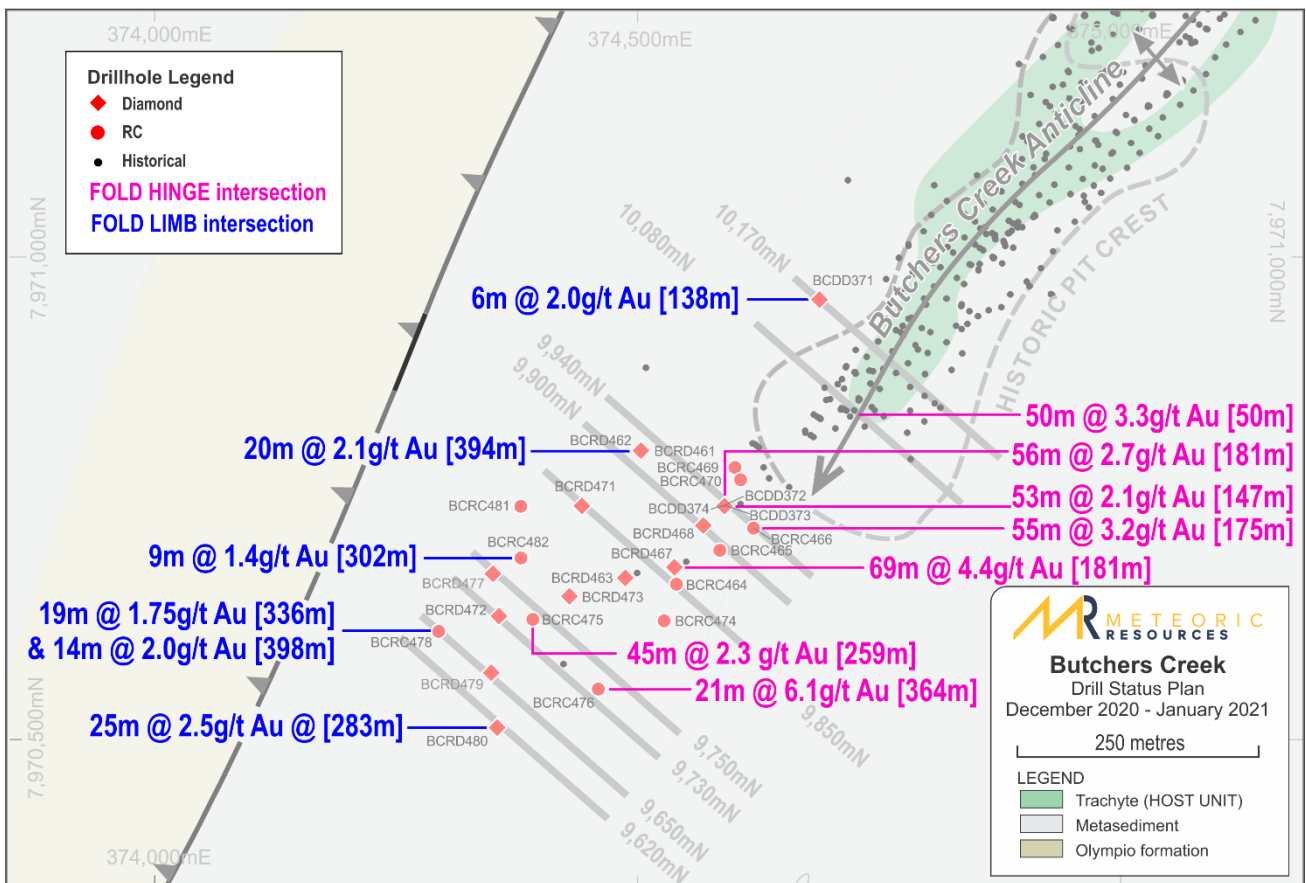 374,000mE
374,500mE
375,000mE
Drillhole Legend
Diamond
RC
Historical
FOLD HINGE intersection
FOLD LIMB intersection
7,971,000mN
7,971,000mN
Butchers Creek Anticline
HISTORIC PIT CREST
10,170mN
10,080mN
BCDD371
6m @ 2.0g/t Au [138m]
9,940mN
9,900mN
50m @ 3.3g/t Au [50m]
20m @ 2.1g/t Au [394m]
BCRD462
BCRD461
56m @ 2.7g/t Au [181m]
BCRC469
BCRC470
BCRD471
BCDD372
53m @ 2.1g/t Au [147m]
BCRC481
BCDD374
BCDD373
55m @ 3.2g/t Au [175m]
BCRD468
BCRC466
BCRC482
BCRC465
9m @ 1.4g/t Au [302m]
BCRD467
69m @ 4.4g/t Au [181m]
BCRD477
BCRD463
BCRC464
BCRD473
19m @ 1.75g/t Au [336m]
& 14m @ 2.0g/t Au [398m]
BCRD472
BCRC475
BCRC474
BCRC478
45m @ 2.3 g/t Au [259m]
BCRD479
21m @ 6.1g/t Au [364m]
BCRC476
25m @ 2.5g/t Au @ [283m]
BCRD480
9,850mN
9,750mN
9,730mN
9,650mN
9,620mN
7,970,500mN
374,000mE
METEORIC
RESOURCES
Butchers Creek
Drill Status Plan
December 2020 - January 2021
250 metres
LEGEND
Trachyte (HOST UNIT)
Metasediment
Olympio formation